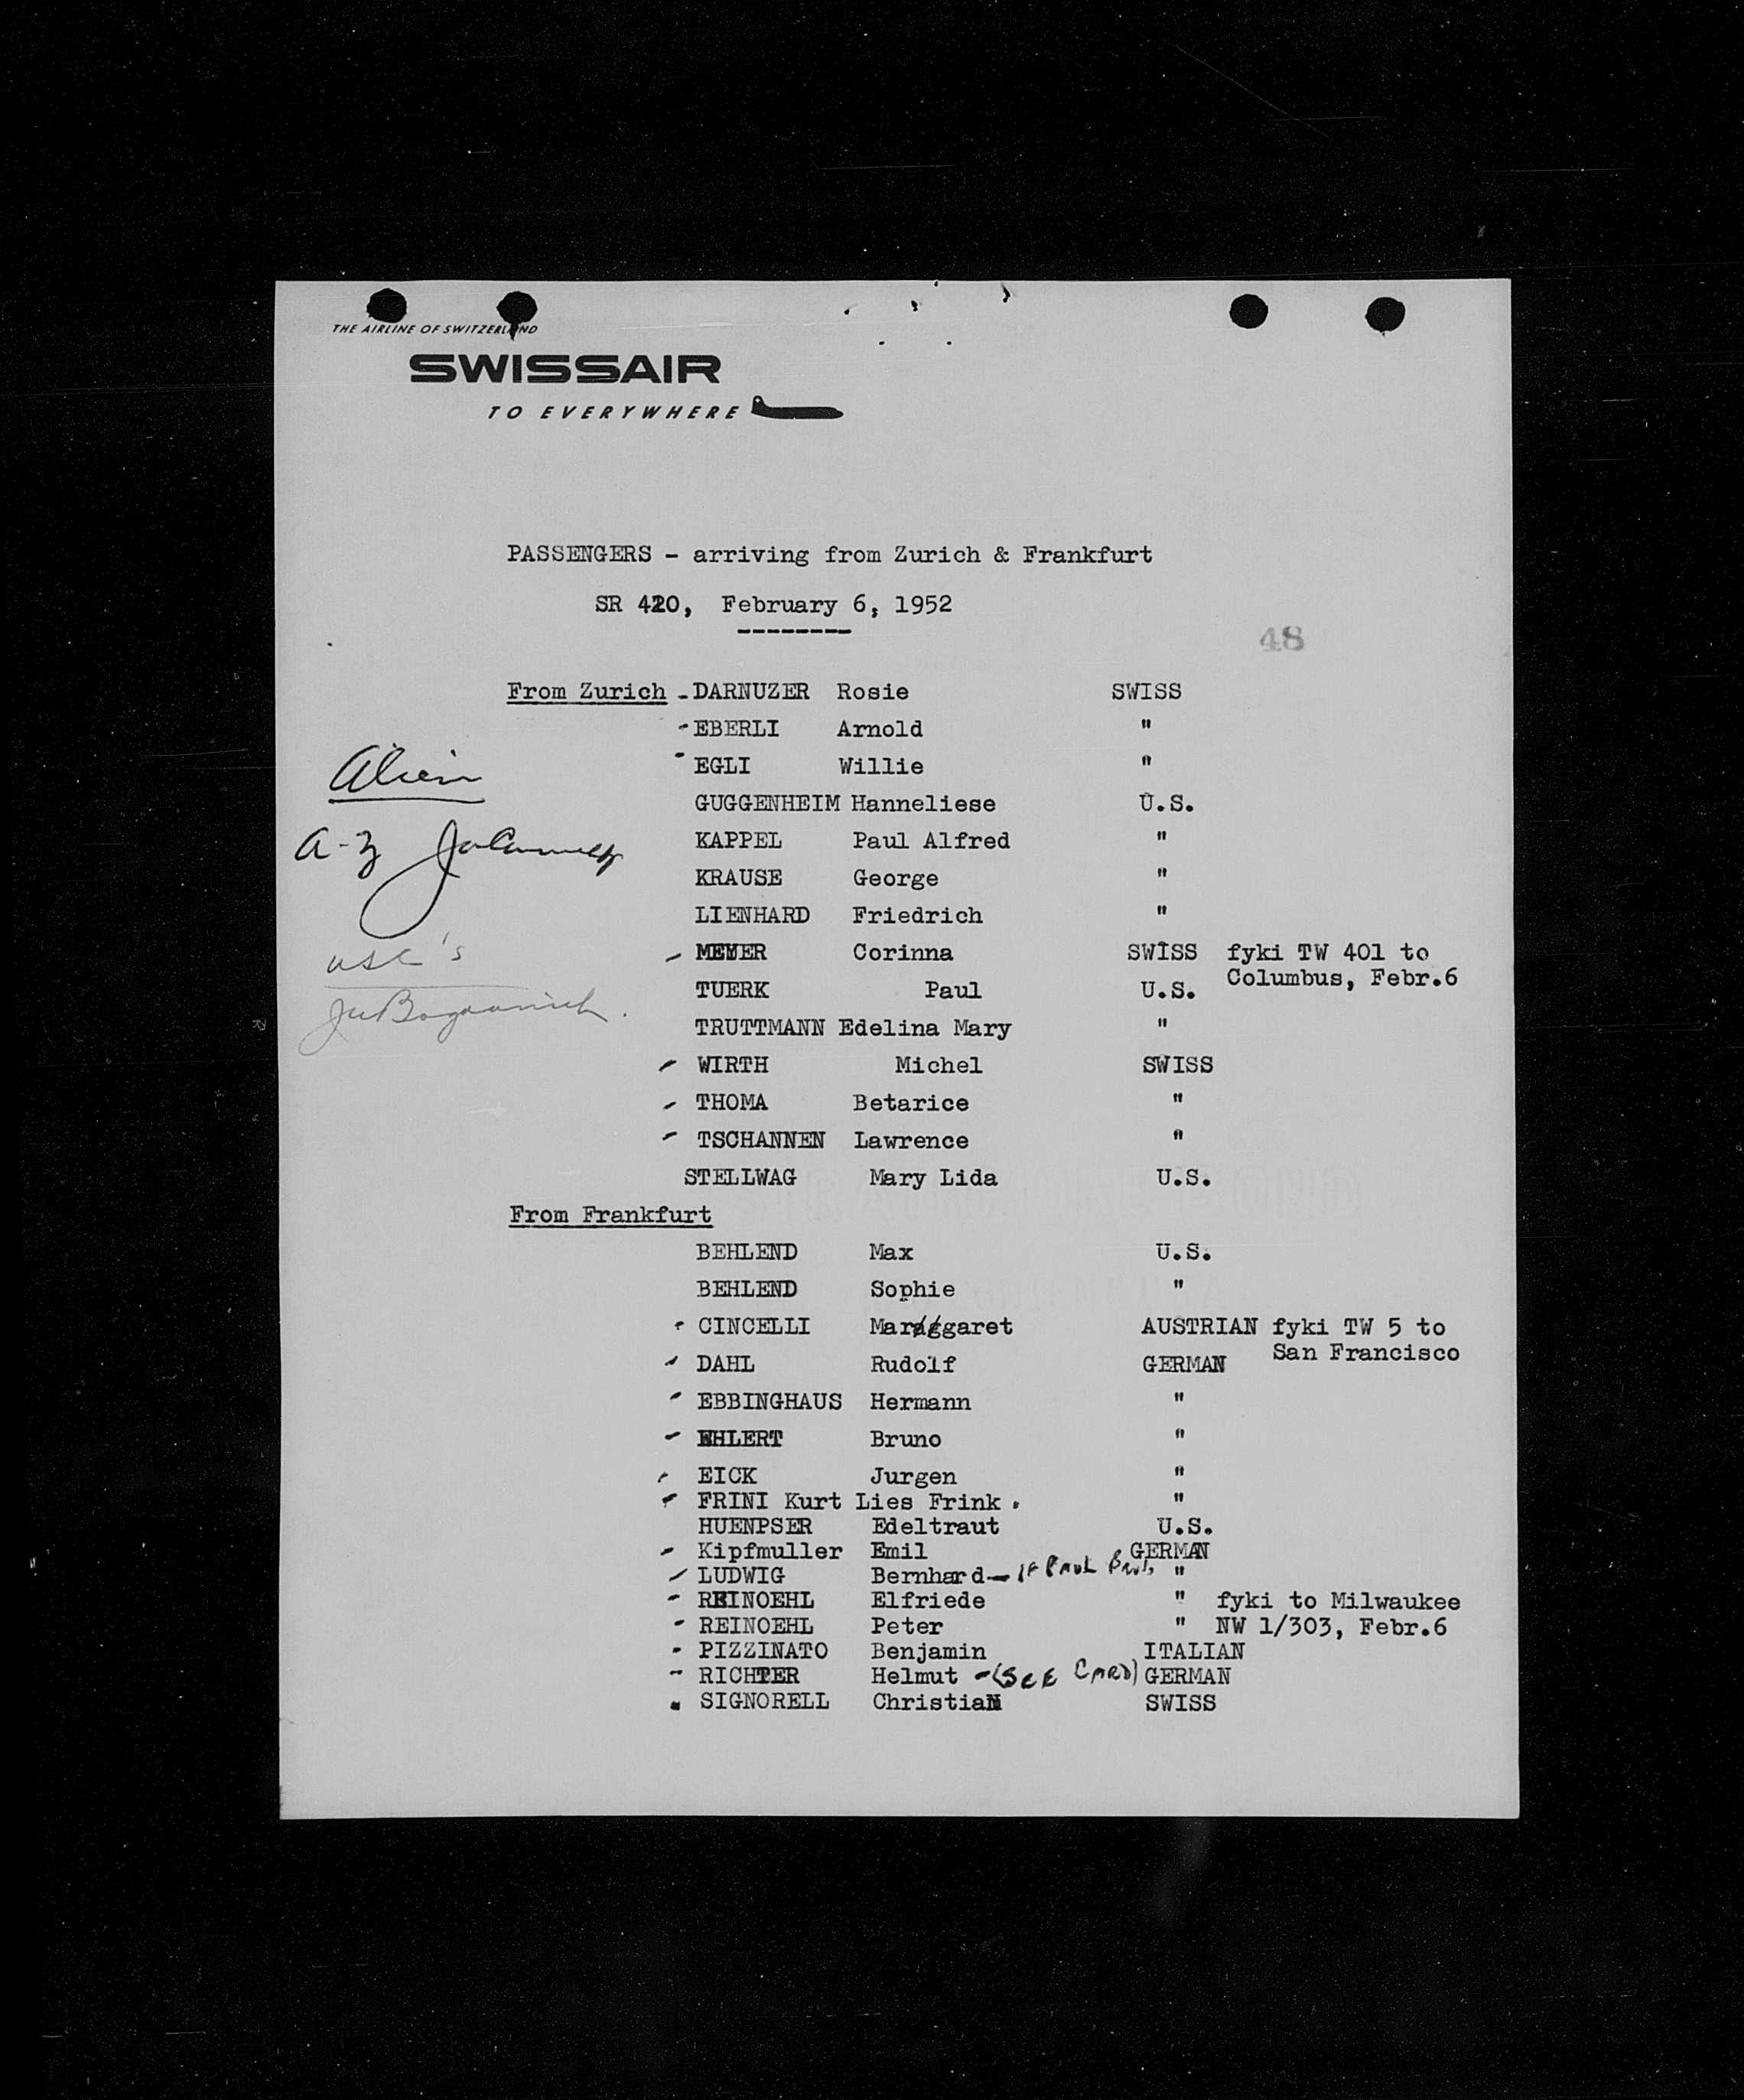 THE AIRLINE OF SWITZERLAND
SWISSAIR
TO EVERYWHERE
PASSENGERS - arriving from Zurich & Frankfurt
SR 420, February 6, 1952
--------
48
From Zurich - DARNUZER Rosie SWISS
- EBERLI Arnold "
- EGLI Willie "
Alien
GUGGENHEIM Hanneliese U.S.
A-Z
KAPPEL Paul Alfred "
KRAUSE George "
LIENHARD Friedrich "
USC's
- MEYER Corinna SWISS fyki TW 401 to
Columbus, Febr.6
TUERK Paul U.S.
TRUTTMANN Edelina Mary "
- WIRTH Michel SWISS
- THOMA Betarice "
- TSCHANNEN Lawrence "
STELLWAG Mary Lida U.S.
From Frankfurt
BEHLEND Max U.S.
BEHLEND Sophie "
- CINCELLI Marggaret AUSTRIAN fyki TW 5 to
San Francisco
- DAHL Rudolf GERMAN
- EBBINGHAUS Hermann "
- EHLERT Bruno "
- EICK Jurgen "
- FRINI Kurt Lies Frink . "
HUENPSER Edeltraut U.S.
- Kipfmuller Emil GERMAN
- LUDWIG Bernhard - "
- REINOEHL Elfriede " fyki to Milwaukee
- REINOEHL Peter " NW 1/303, Febr.6
- PIZZINATO Benjamin ITALIAN
- RICHTER Helmut - (SEE CARD) GERMAN
- SIGNORELL Christian SWISS